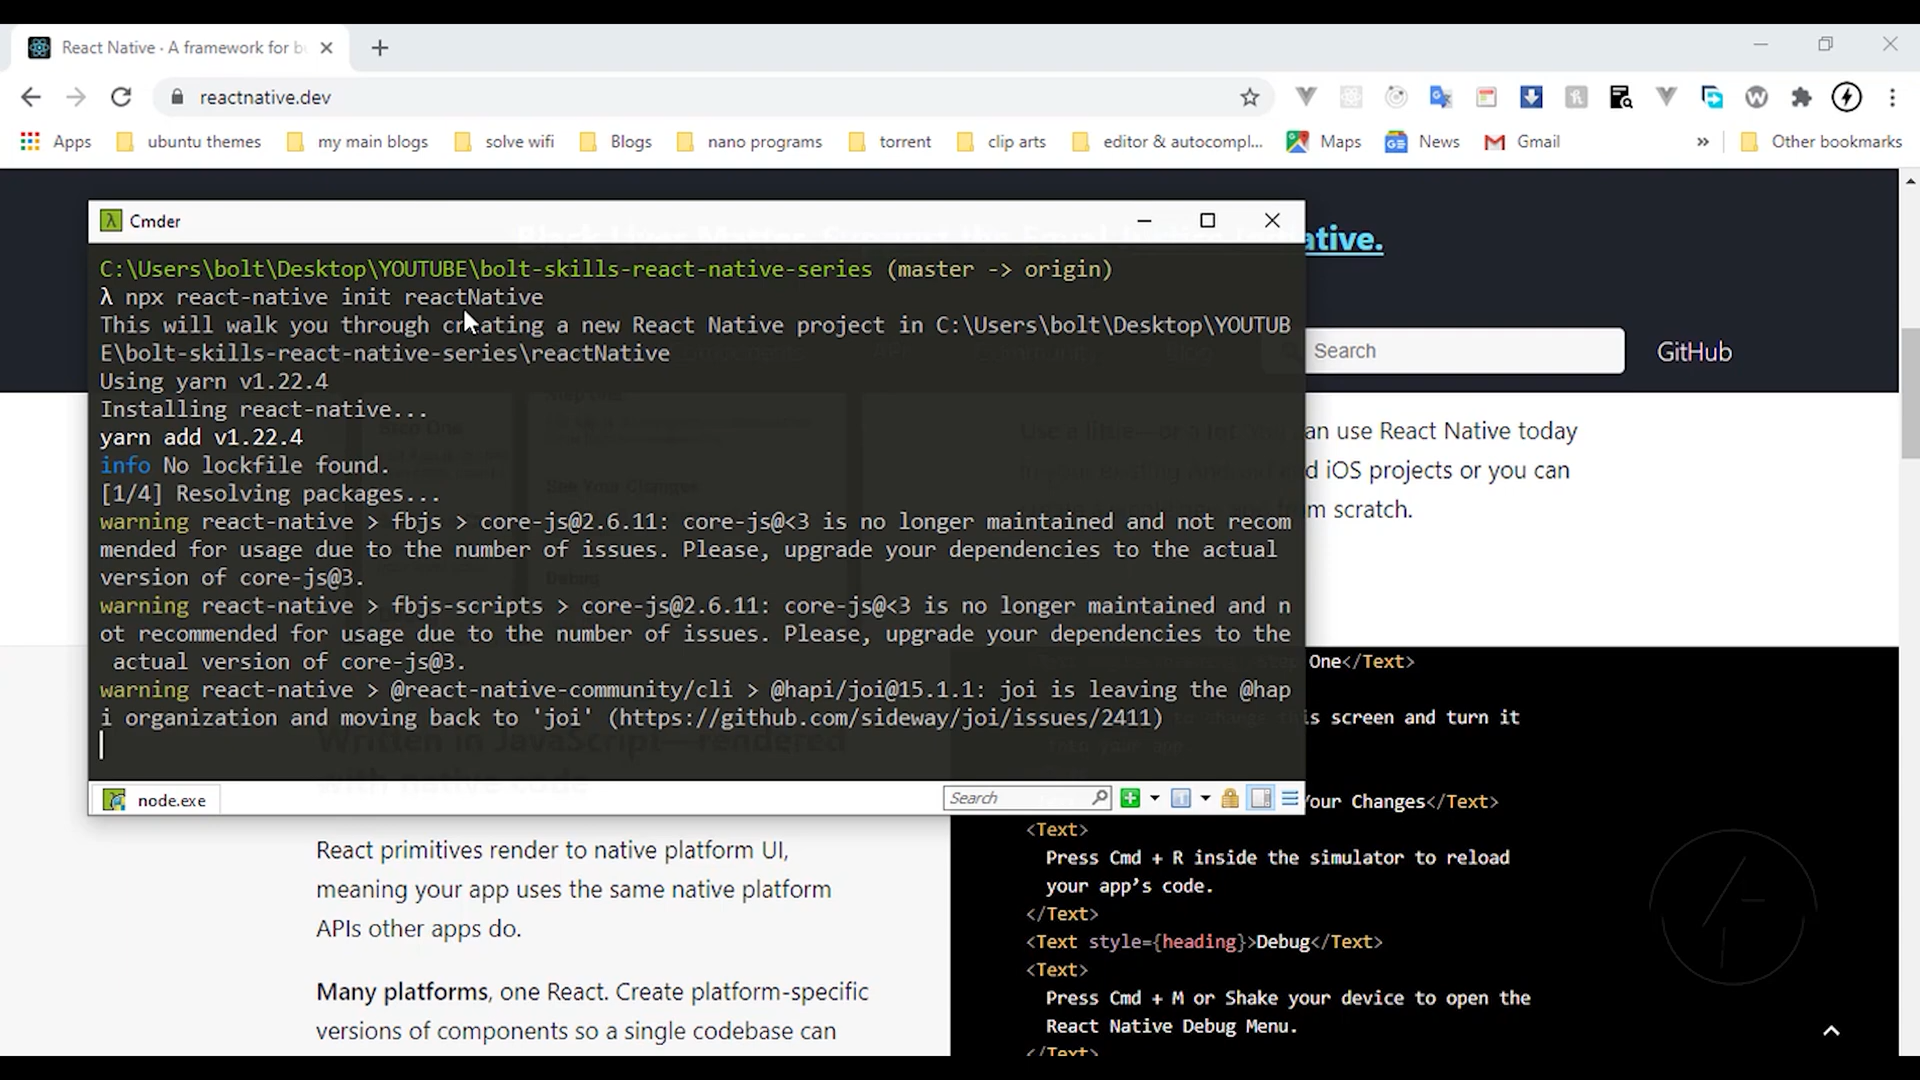 React Native · A framework for bu
reactnative.dev
Apps
ubuntu themes
my main blogs
solve wifi
Blogs
nano programs
torrent
clip arts
editor & autocompl...
Maps
News
Gmail
»
Other bookmarks
Cmder
ative.
C:\Users\bolt\Desktop\YOUTUBE\bolt-skills-react-native-series (master -> origin)
λ npx react-native init reactNative
This will walk you through creating a new React Native project in C:\Users\bolt\Desktop\YOUTUB
E\bolt-skills-react-native-series\reactNative
Using yarn v1.22.4
Installing react-native...
yarn add v1.22.4
info No lockfile found.
[1/4] Resolving packages...
warning react-native > fbjs > core-js@2.6.11: core-js@<3 is no longer maintained and not recom
mended for usage due to the number of issues. Please, upgrade your dependencies to the actual
version of core-js@3.
warning react-native > fbjs-scripts > core-js@2.6.11: core-js@<3 is no longer maintained and n
ot recommended for usage due to the number of issues. Please, upgrade your dependencies to the
actual version of core-js@3.
warning react-native > @react-native-community/cli > @hapi/joi@15.1.1: joi is leaving the @hap
i organization and moving back to 'joi' (https://github.com/sideway/joi/issues/2411)
node.exe
Search
Search
GitHub
an use React Native today
d iOS projects or you can
m scratch.
Written in JavaScript—rendered
with native code
React primitives render to native platform UI,
meaning your app uses the same native platform
APIs other apps do.
Many platforms, one React. Create platform-specific
versions of components so a single codebase can
One</Text>
s screen and turn it
our Changes</Text>
<Text>
Press Cmd + R inside the simulator to reload
your app's code.
</Text>
<Text style={heading}>Debug</Text>
<Text>
Press Cmd + M or Shake your device to open the
React Native Debug Menu.
</Text>